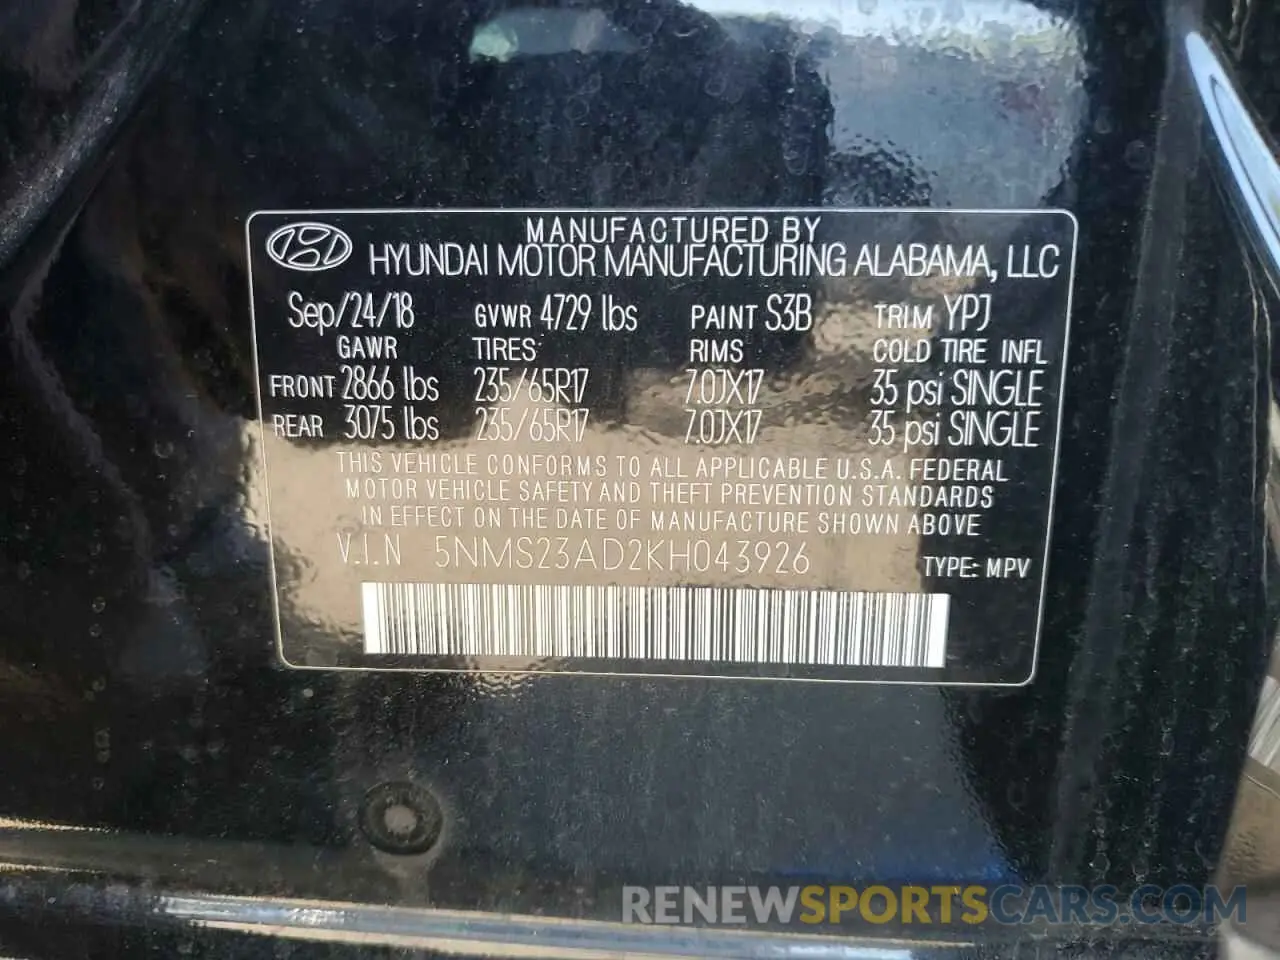 MANUFACTURED BY
HYUNDAI MOTOR MANUFACTURING ALABAMA, LLC
Sep/24/18 GVWR 4729 lbs PAINT S3B TRIM YPJ
GAWR TIRES RIMS COLD TIRE INFL
FRONT 2866 lbs 235/65R17 7.0JX17 35 psi SINGLE
REAR 3075 lbs 235/65R17 7.0JX17 35 psi SINGLE
THIS VEHICLE CONFORMS TO ALL APPLICABLE U.S.A. FEDERAL
MOTOR VEHICLE SAFETY AND THEFT PREVENTION STANDARDS
IN EFFECT ON THE DATE OF MANUFACTURE SHOWN ABOVE
V.I.N 5NMS23AD2KH043926 TYPE: MPV
RENEWSPORTSCARS.COM